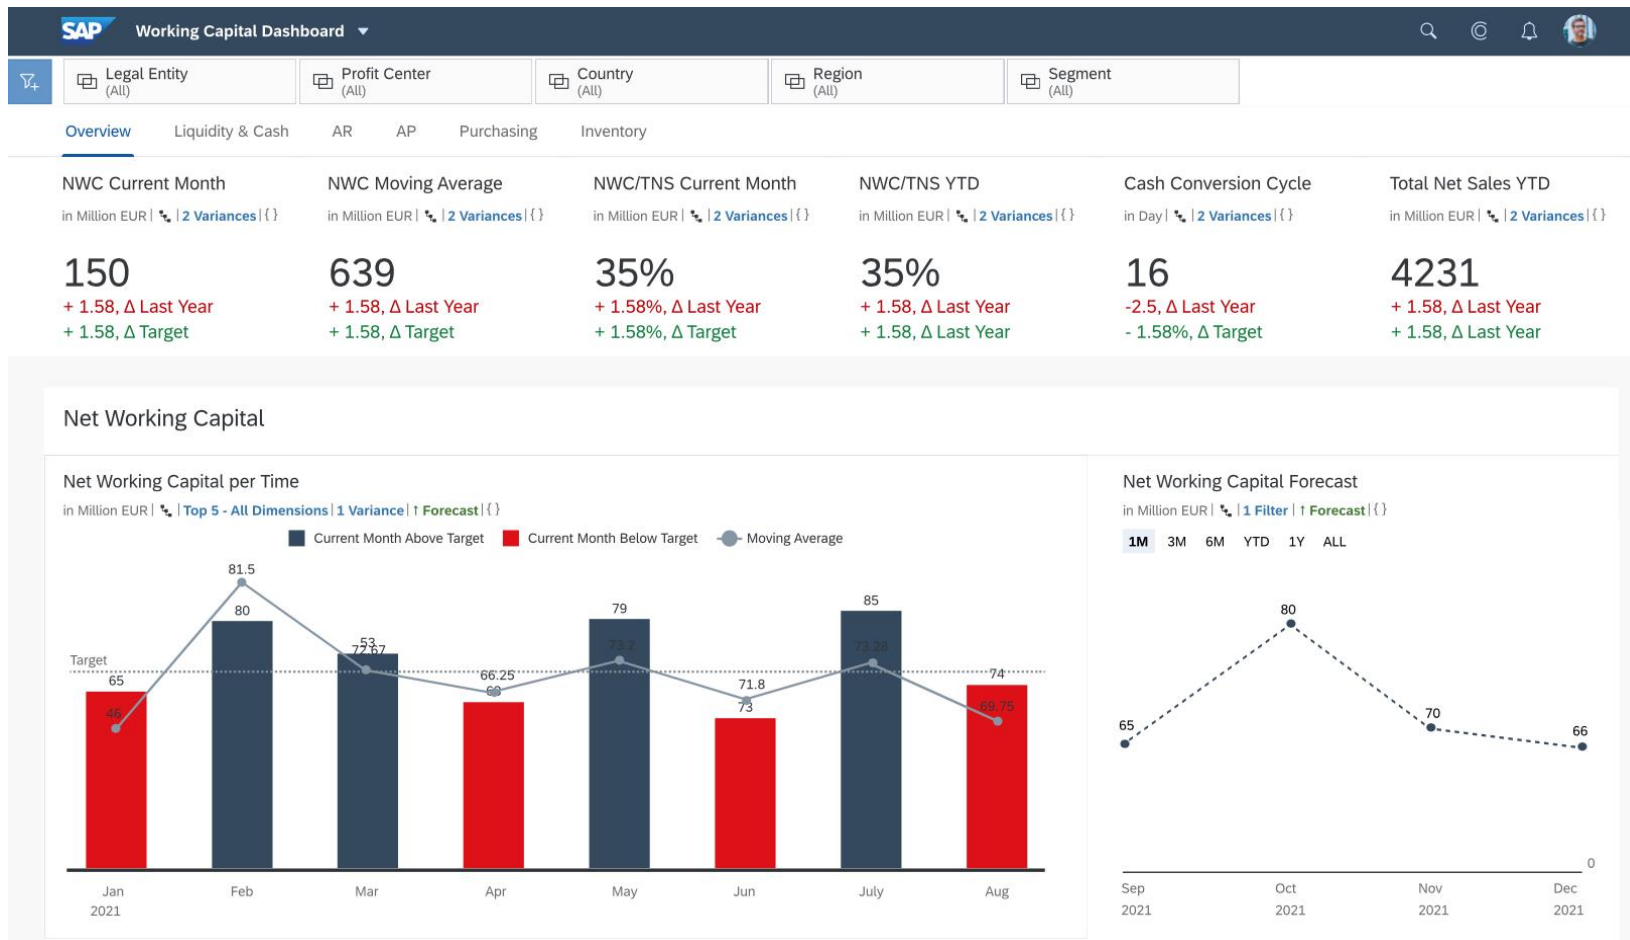 SAP Working Capital Dashboard
Legal Entity
(All)
Profit Center
(All)
Country
(All)
Region
(All)
Segment
(All)
Overview Liquidity & Cash AR AP Purchasing Inventory
NWC Current Month
in Million EUR | | 2 Variances | { }
150
+ 1.58, Δ Last Year
+ 1.58, Δ Target
NWC Moving Average
in Million EUR | | 2 Variances | { }
639
+ 1.58, Δ Last Year
+ 1.58, Δ Target
NWC/TNS Current Month
in Million EUR | | 2 Variances | { }
35%
+ 1.58%, Δ Last Year
+ 1.58%, Δ Target
NWC/TNS YTD
in Million EUR | | 2 Variances | { }
35%
+ 1.58, Δ Last Year
+ 1.58, Δ Last Year
Cash Conversion Cycle
in Day | | 2 Variances | { }
16
-2.5, Δ Last Year
- 1.58%, Δ Target
Total Net Sales YTD
in Million EUR | | 2 Variances | { }
4231
+ 1.58, Δ Last Year
+ 1.58, Δ Last Year
Net Working Capital
Net Working Capital per Time
in Million EUR | | Top 5 - All Dimensions | 1 Variance | ↑ Forecast | { }
Current Month Above Target Current Month Below Target Moving Average
81.5
80
79
85
53
72.67
73.2
73.28
Target
65
66.25
71.8
74
73
69.75
46
Jan Feb Mar Apr May Jun July Aug
2021
Net Working Capital Forecast
in Million EUR | | 1 Filter | ↑ Forecast | { }
1M 3M 6M YTD 1Y ALL
80
65
70
66
0
Sep Oct Nov Dec
2021 2021 2021 2021